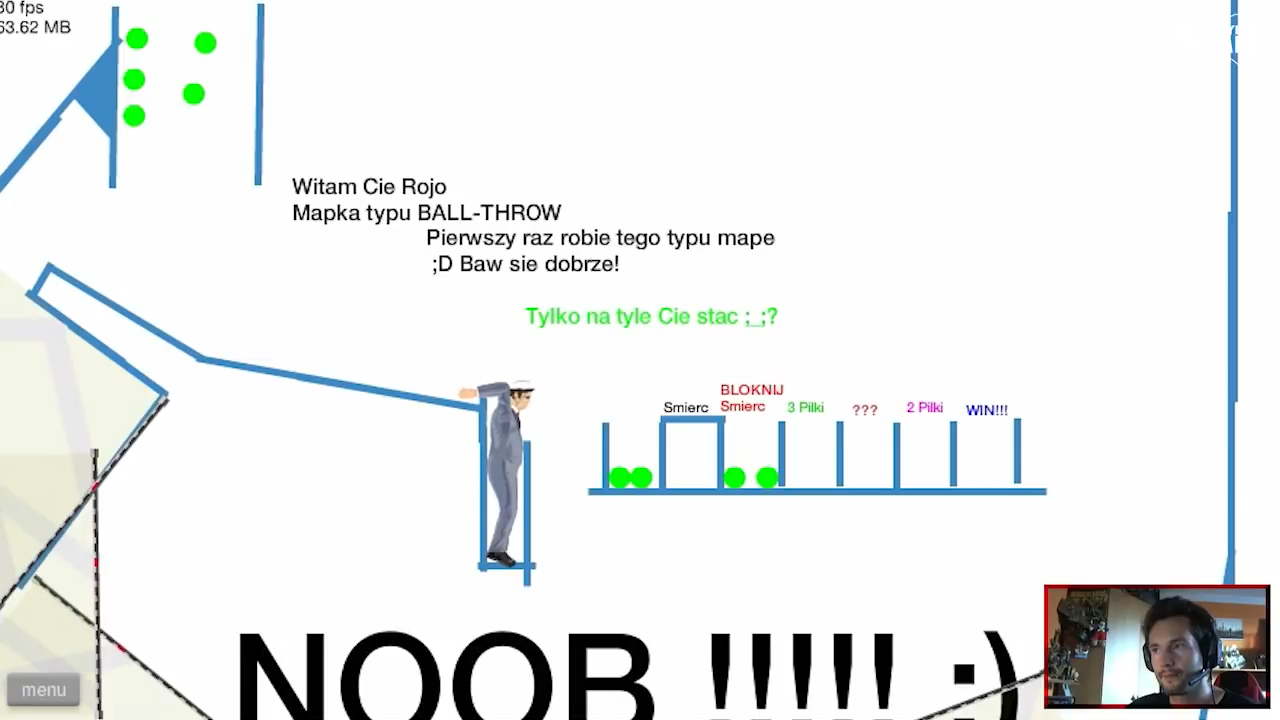 30 fps
63.62 MB
Witam Cie Rojo
Mapka typu BALL-THROW
Pierwszy raz robie tego typu mape
;D Baw sie dobrze!
Tylko na tyle Cie stac ;_;?
Smierc
BLOKNIJ
Smierc
3 Pilki
???
2 Pilki
WIN!!!
NOOB !!!!! ;)
menu